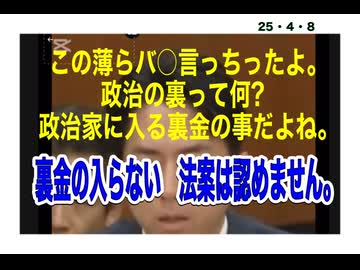 25・4・8
この薄らバ○言っちったよ。
政治の裏って何?
政治家に入る裏金の事だよね。
裏金の入らない 法案は認めません。